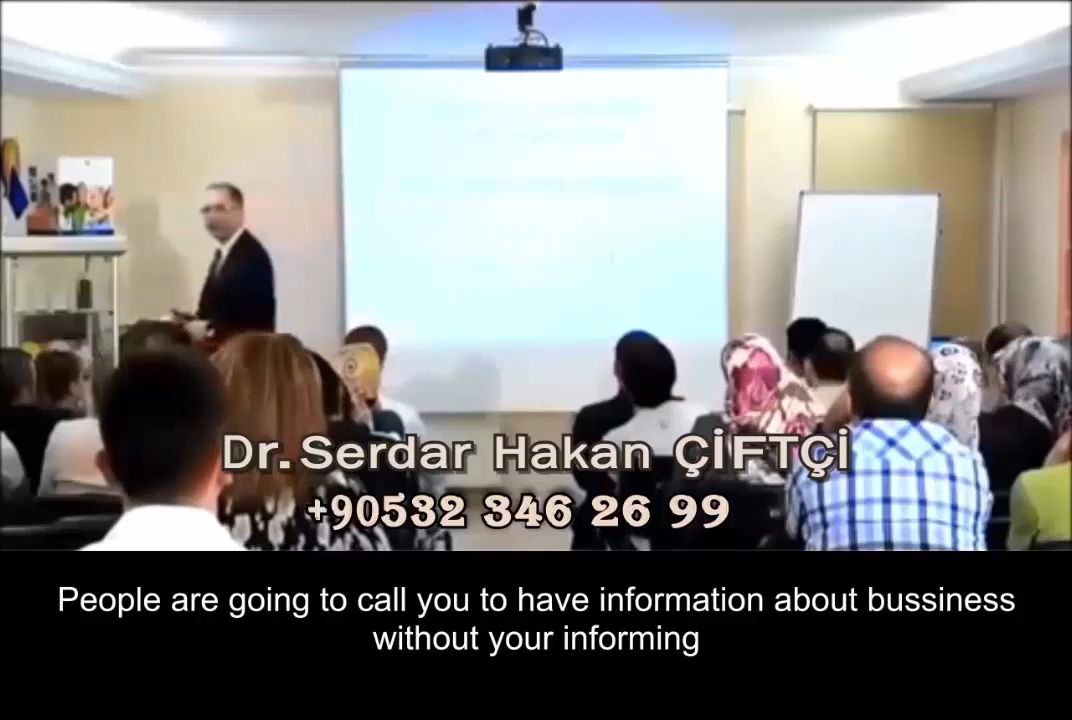 Dr. Serdar Hakan ÇİFTÇİ
+90532 346 26 99
People are going to call you to have information about bussiness
without your informing